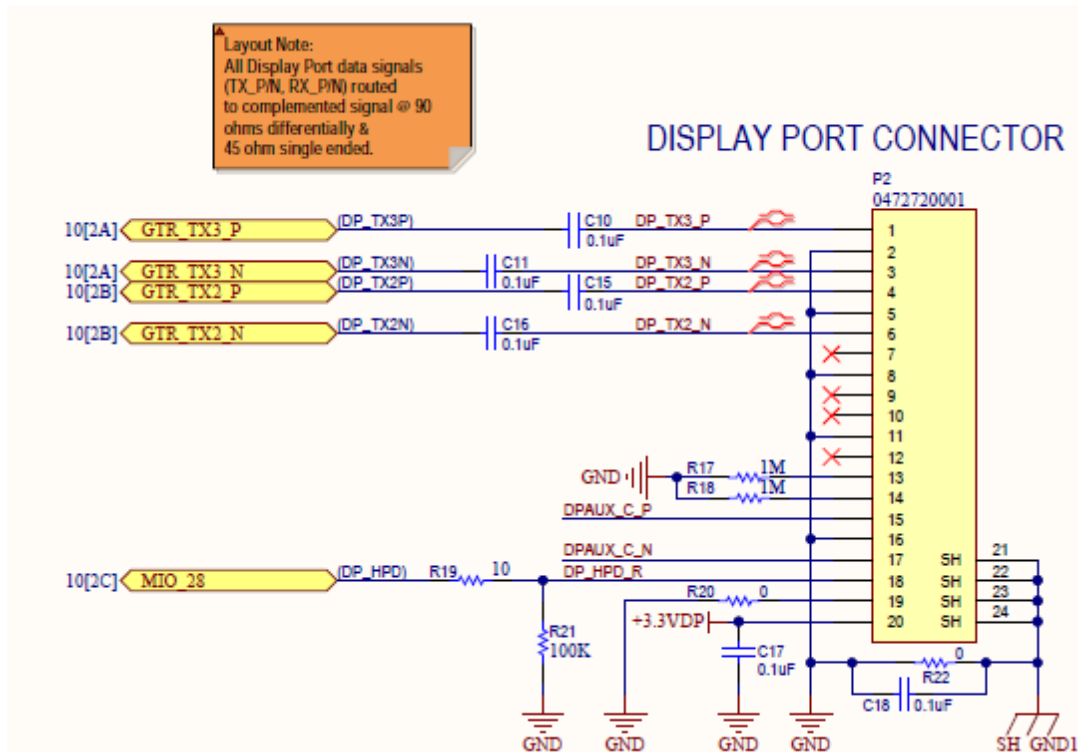 Layout Note:
All Display Port data signals
(TX_P/N, RX_P/N) routed
to complemented signal @ 90
ohms differentially &
45 ohm single ended.
DISPLAY PORT CONNECTOR
P2
0472720001
10[2A] GTR_TX3_P (DP_TX3P) C10 0.1uF DP_TX3_P 1
2
10[2A] GTR_TX3_N (DP_TX3N) C11 0.1uF DP_TX3_N 3
10[2B] GTR_TX2_P (DP_TX2P) C15 0.1uF DP_TX2_P 4
5
10[2B] GTR_TX2_N (DP_TX2N) C16 0.1uF DP_TX2_N 6
7
8
9
10
11
12
GND R17 1M 13
R18 1M 14
DPAUX_C_P 15
16
DPAUX_C_N 17 SH 21
10[2C] MIO_28 (DP_HPD) R19 10 DP_HPD_R 18 SH 22
R20 0 19 SH 23
+3.3VDP 20 SH 24
R21
100K
C17
0.1uF
0
R22
C18 0.1uF
GND GND GND GND SH_GND1